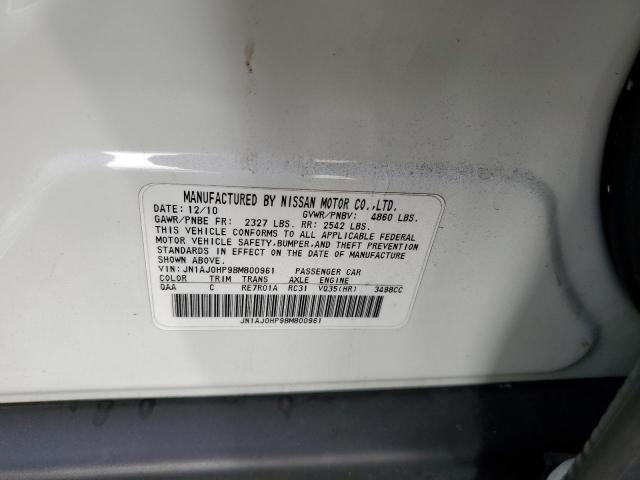 MANUFACTURED BY NISSAN MOTOR CO.,LTD.
DATE: 12/10 GVWR/PNBV: 4860 LBS.
GAWR/PNBE FR: 2327 LBS. RR: 2542 LBS.
THIS VEHICLE CONFORMS TO ALL APPLICABLE FEDERAL
MOTOR VEHICLE SAFETY,BUMPER,AND THEFT PREVENTION
STANDARDS IN EFFECT ON THE DATE OF MANUFACTURE
SHOWN ABOVE.
VIN: JN1AJ0HP9BM800961 PASSENGER CAR
COLOR TRIM TRANS AXLE ENGINE
QAA C RE7R01A RC31 VQ35(HR) 3498CC
JN1AJ0HP9BM800961